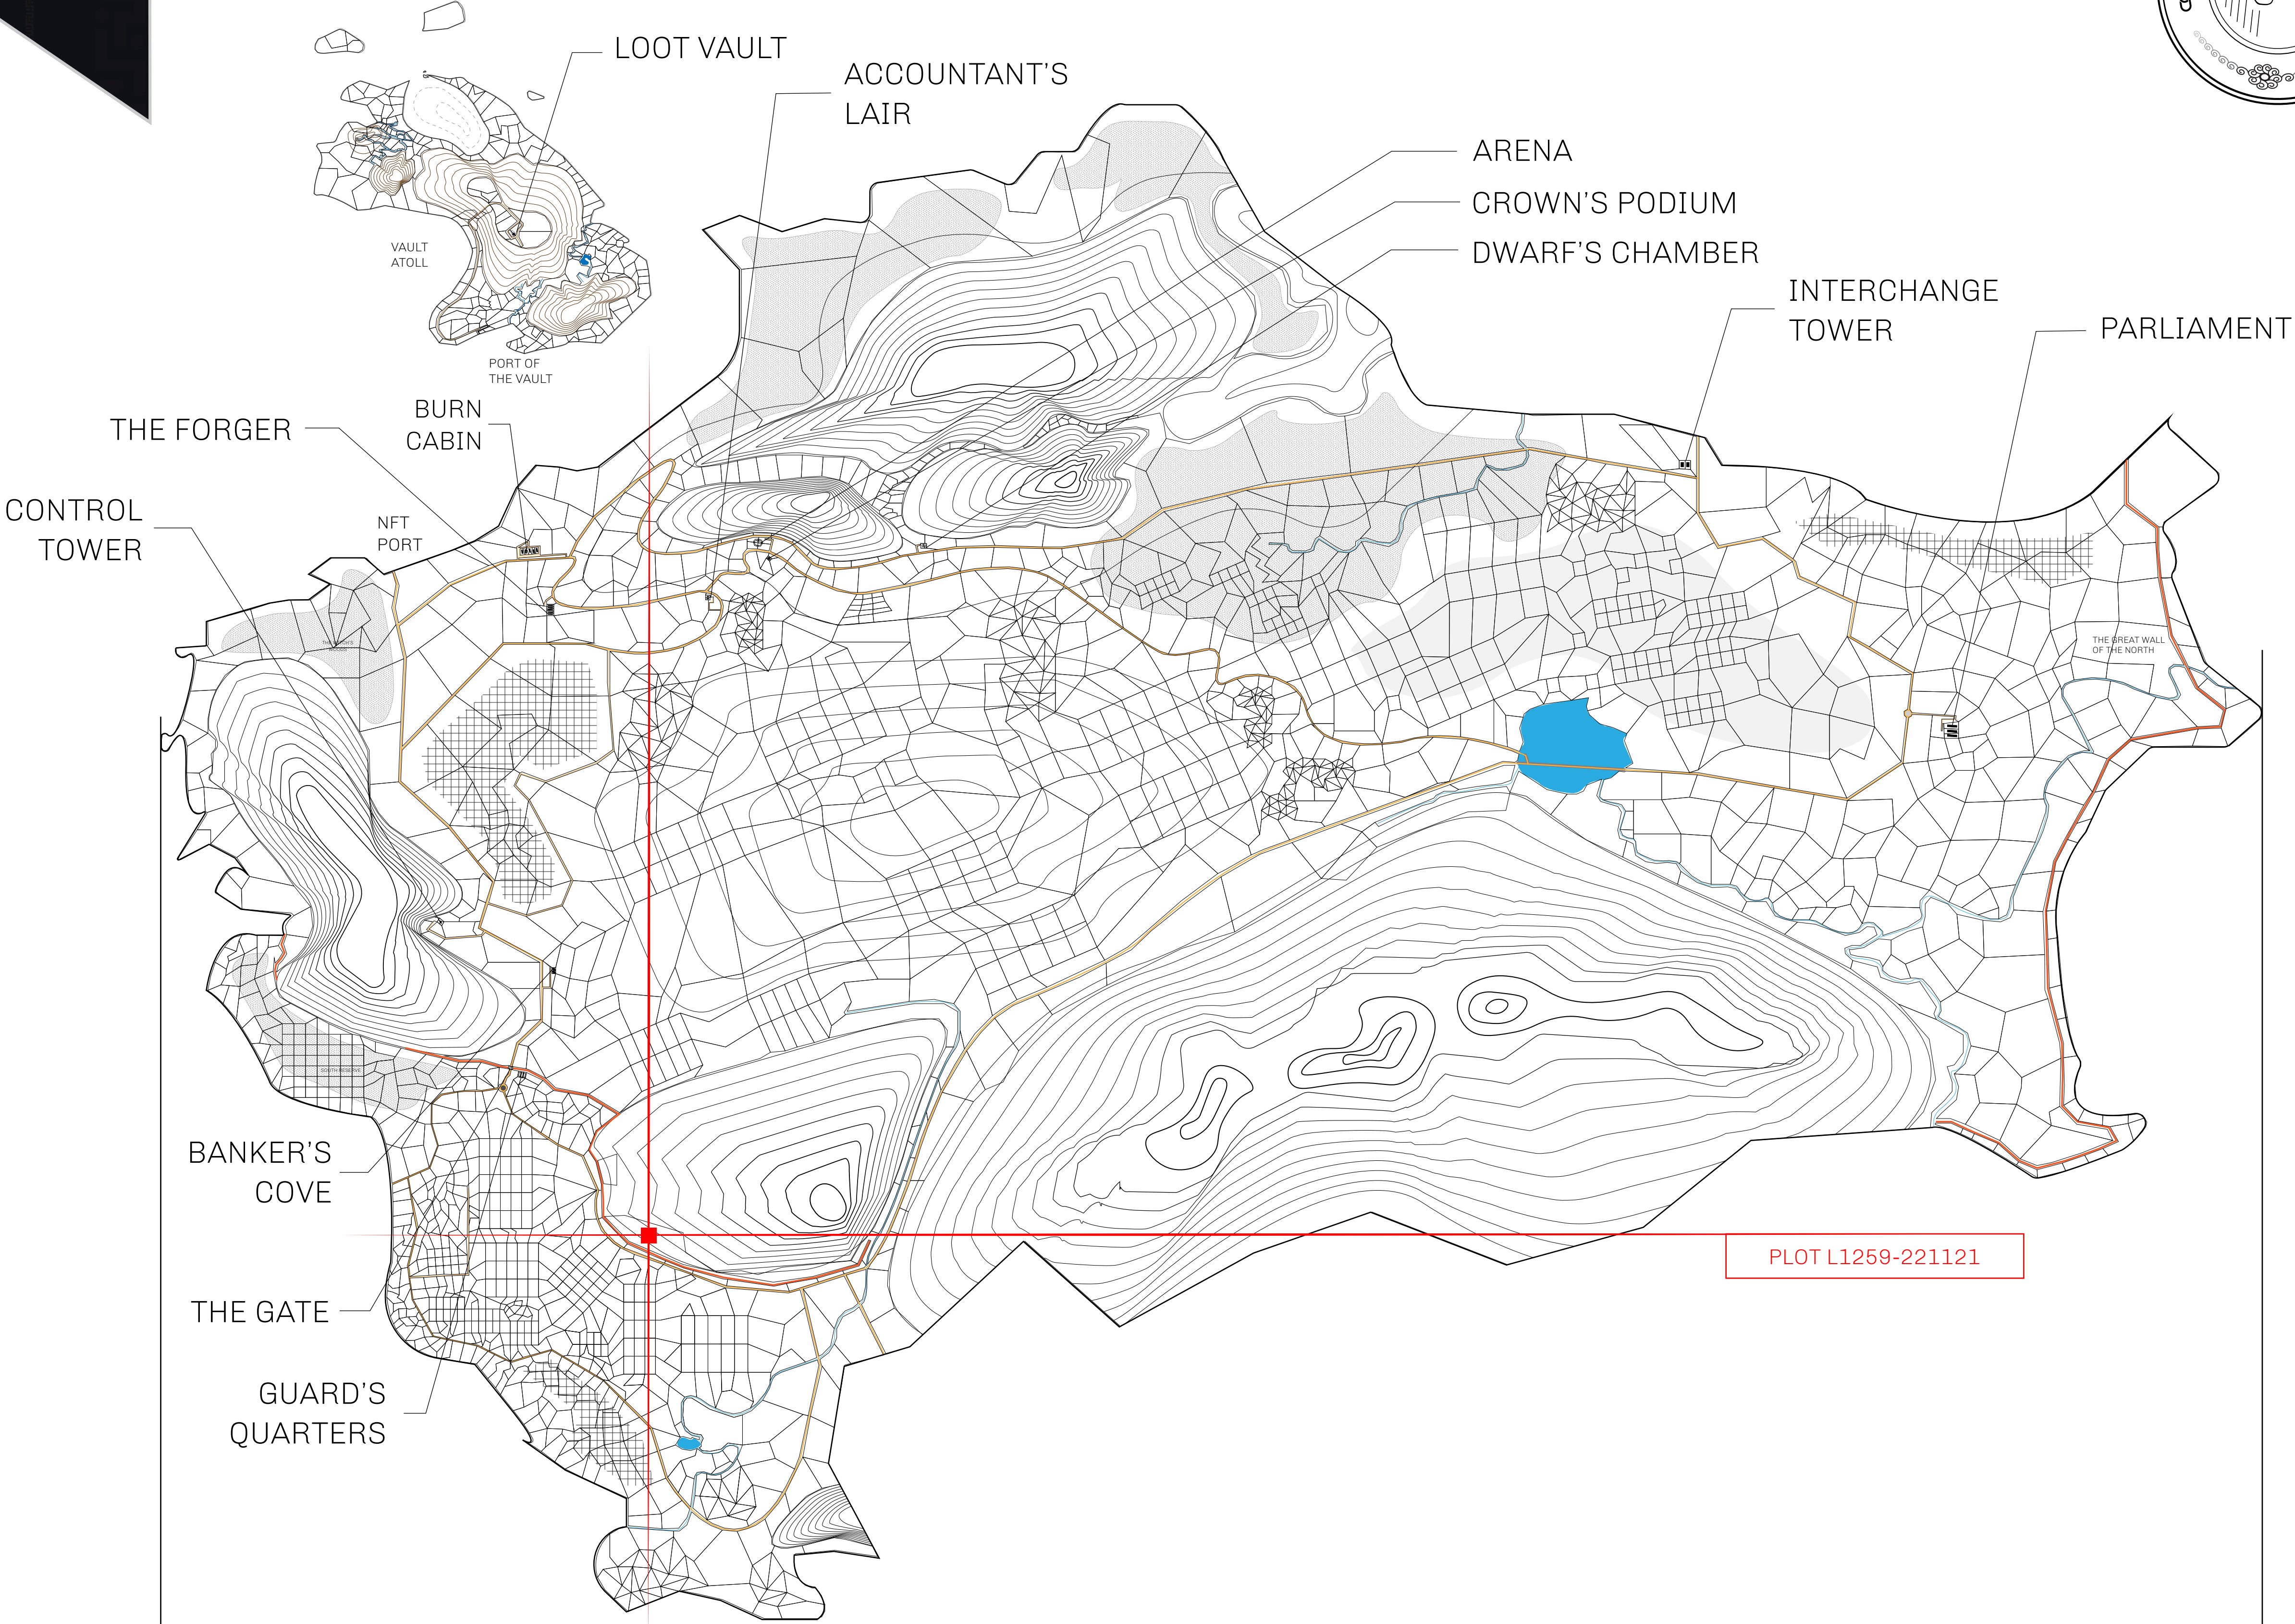 LOOT VAULT
ACCOUNTANT'S
LAIR
ARENA
CROWN'S PODIUM
DWARF'S CHAMBER
INTERCHANGE
TOWER
PARLIAMENT
VAULT
ATOLL
PORT OF
THE VAULT
BURN
CABIN
THE FORGER
CONTROL
TOWER
NFT
PORT
THE GREAT WALL
OF THE NORTH
SOUTH RESERVE
BANKER'S
COVE
THE GATE
GUARD'S
QUARTERS
PLOT L1259-221121